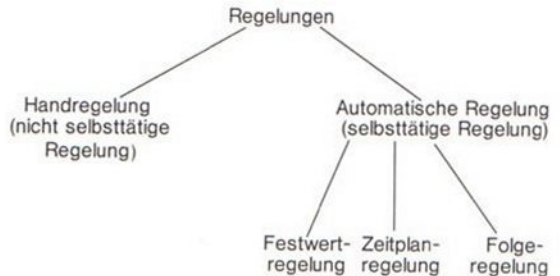 Regelungen
Handregelung
(nicht selbsttätige
Regelung)
Automatische Regelung
(selbsttätige Regelung)
Festwert-
regelung
Zeitplan-
regelung
Folge-
regelung